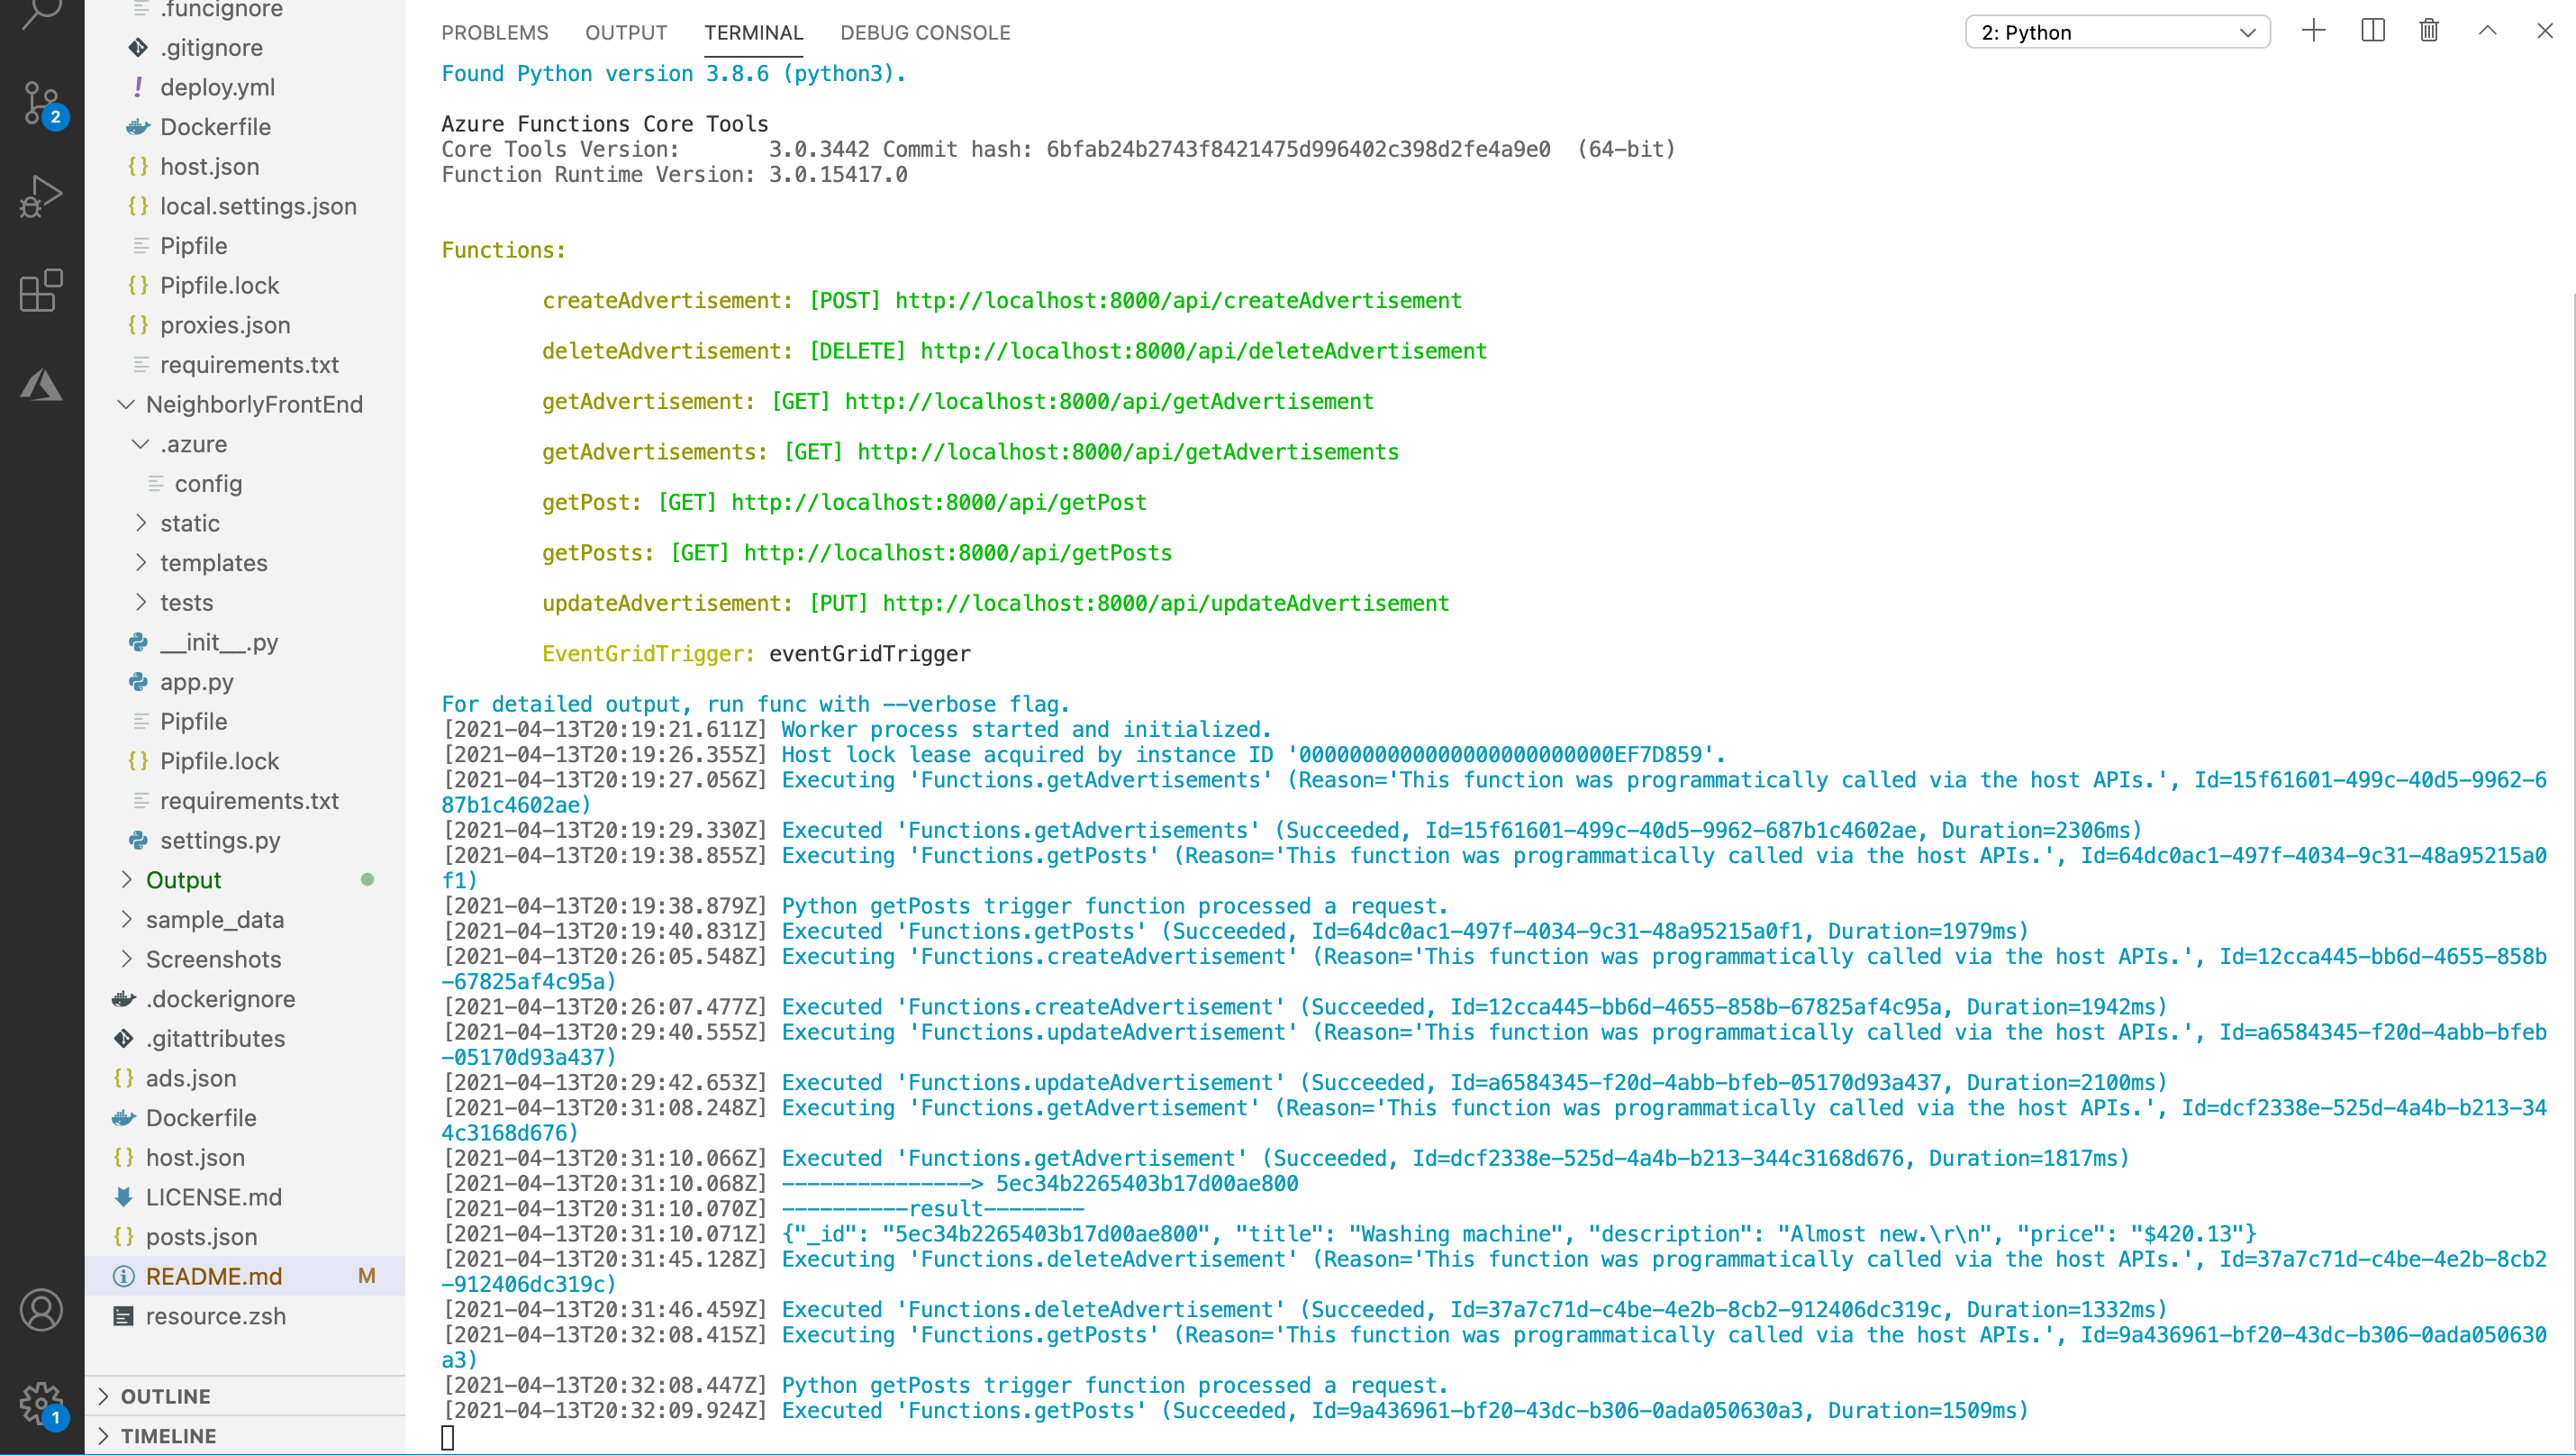 .funcignore
.gitignore
! deploy.yml
Dockerfile
{} host.json
{} local.settings.json
Pipfile
{} Pipfile.lock
{} proxies.json
requirements.txt
NeighborlyFrontEnd
.azure
config
static
templates
tests
__init__.py
app.py
Pipfile
{} Pipfile.lock
requirements.txt
settings.py
Output
sample_data
Screenshots
.dockerignore
.gitattributes
{} ads.json
Dockerfile
{} host.json
LICENSE.md
{} posts.json
README.md M
resource.zsh
OUTLINE
TIMELINE
2
1
PROBLEMS OUTPUT TERMINAL DEBUG CONSOLE 2: Python
Found Python version 3.8.6 (python3).
Azure Functions Core Tools
Core Tools Version: 3.0.3442 Commit hash: 6bfab24b2743f8421475d996402c398d2fe4a9e0 (64-bit)
Function Runtime Version: 3.0.15417.0
Functions:
createAdvertisement: [POST] http://localhost:8000/api/createAdvertisement
deleteAdvertisement: [DELETE] http://localhost:8000/api/deleteAdvertisement
getAdvertisement: [GET] http://localhost:8000/api/getAdvertisement
getAdvertisements: [GET] http://localhost:8000/api/getAdvertisements
getPost: [GET] http://localhost:8000/api/getPost
getPosts: [GET] http://localhost:8000/api/getPosts
updateAdvertisement: [PUT] http://localhost:8000/api/updateAdvertisement
EventGridTrigger: eventGridTrigger
For detailed output, run func with --verbose flag.
[2021-04-13T20:19:21.611Z] Worker process started and initialized.
[2021-04-13T20:19:26.355Z] Host lock lease acquired by instance ID '0000000000000000000000000EF7D859'.
[2021-04-13T20:19:27.056Z] Executing 'Functions.getAdvertisements' (Reason='This function was programmatically called via the host APIs.', Id=15f61601-499c-40d5-9962-6
87b1c4602ae)
[2021-04-13T20:19:29.330Z] Executed 'Functions.getAdvertisements' (Succeeded, Id=15f61601-499c-40d5-9962-687b1c4602ae, Duration=2306ms)
[2021-04-13T20:19:38.855Z] Executing 'Functions.getPosts' (Reason='This function was programmatically called via the host APIs.', Id=64dc0ac1-497f-4034-9c31-48a95215a0
f1)
[2021-04-13T20:19:38.879Z] Python getPosts trigger function processed a request.
[2021-04-13T20:19:40.831Z] Executed 'Functions.getPosts' (Succeeded, Id=64dc0ac1-497f-4034-9c31-48a95215a0f1, Duration=1979ms)
[2021-04-13T20:26:05.548Z] Executing 'Functions.createAdvertisement' (Reason='This function was programmatically called via the host APIs.', Id=12cca445-bb6d-4655-858b
-67825af4c95a)
[2021-04-13T20:26:07.477Z] Executed 'Functions.createAdvertisement' (Succeeded, Id=12cca445-bb6d-4655-858b-67825af4c95a, Duration=1942ms)
[2021-04-13T20:29:40.555Z] Executing 'Functions.updateAdvertisement' (Reason='This function was programmatically called via the host APIs.', Id=a6584345-f20d-4abb-bfeb
-05170d93a437)
[2021-04-13T20:29:42.653Z] Executed 'Functions.updateAdvertisement' (Succeeded, Id=a6584345-f20d-4abb-bfeb-05170d93a437, Duration=2100ms)
[2021-04-13T20:31:08.248Z] Executing 'Functions.getAdvertisement' (Reason='This function was programmatically called via the host APIs.', Id=dcf2338e-525d-4a4b-b213-34
4c3168d676)
[2021-04-13T20:31:10.066Z] Executed 'Functions.getAdvertisement' (Succeeded, Id=dcf2338e-525d-4a4b-b213-344c3168d676, Duration=1817ms)
[2021-04-13T20:31:10.068Z] ---------------> 5ec34b2265403b17d00ae800
[2021-04-13T20:31:10.070Z] ----------result--------
[2021-04-13T20:31:10.071Z] {"_id": "5ec34b2265403b17d00ae800", "title": "Washing machine", "description": "Almost new.\r\n", "price": "$420.13"}
[2021-04-13T20:31:45.128Z] Executing 'Functions.deleteAdvertisement' (Reason='This function was programmatically called via the host APIs.', Id=37a7c71d-c4be-4e2b-8cb2
-912406dc319c)
[2021-04-13T20:31:46.459Z] Executed 'Functions.deleteAdvertisement' (Succeeded, Id=37a7c71d-c4be-4e2b-8cb2-912406dc319c, Duration=1332ms)
[2021-04-13T20:32:08.415Z] Executing 'Functions.getPosts' (Reason='This function was programmatically called via the host APIs.', Id=9a436961-bf20-43dc-b306-0ada050630
a3)
[2021-04-13T20:32:08.447Z] Python getPosts trigger function processed a request.
[2021-04-13T20:32:09.924Z] Executed 'Functions.getPosts' (Succeeded, Id=9a436961-bf20-43dc-b306-0ada050630a3, Duration=1509ms)